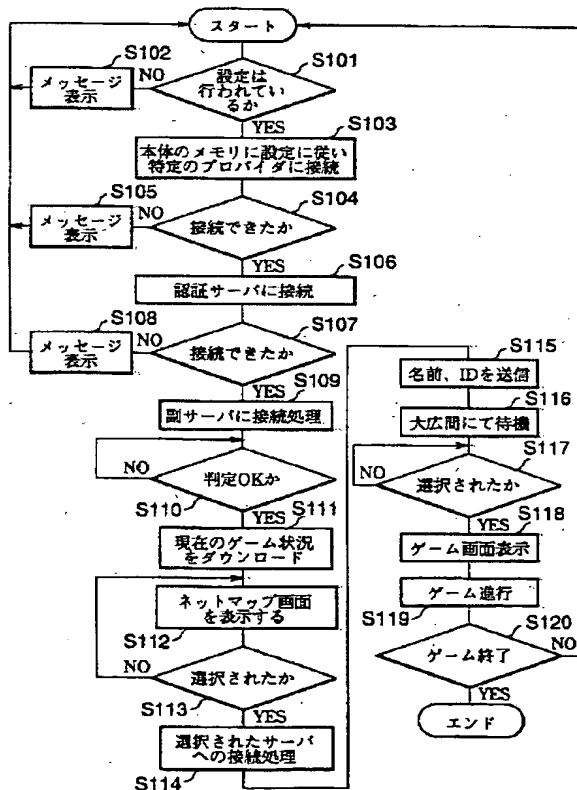 スタート
S101
設定は
行われてい
るか
NO
YES
S102
メッセージ
表示
S103
本体のメモリに設定に従い
特定のプロバイダに接続
S104
接続できたか
NO
YES
S105
メッセージ
表示
S106
認証サーバに接続
S107
接続できたか
NO
YES
S108
メッセージ
表示
S109
副サーバに接続処理
判定OKか
NO
S110
YES
S111
現在のゲーム状況
をダウンロード
ネットマップ画面
を表示する
S112
選択されたか
NO
S113
YES
選択されたサーバ
への接続処理
S114
S115
名前、IDを送信
S116
大広間にて待機
S117
選択されたか
NO
YES
S118
ゲーム画面表示
ゲーム進行
S119
S120
ゲーム終了
NO
YES
エンド